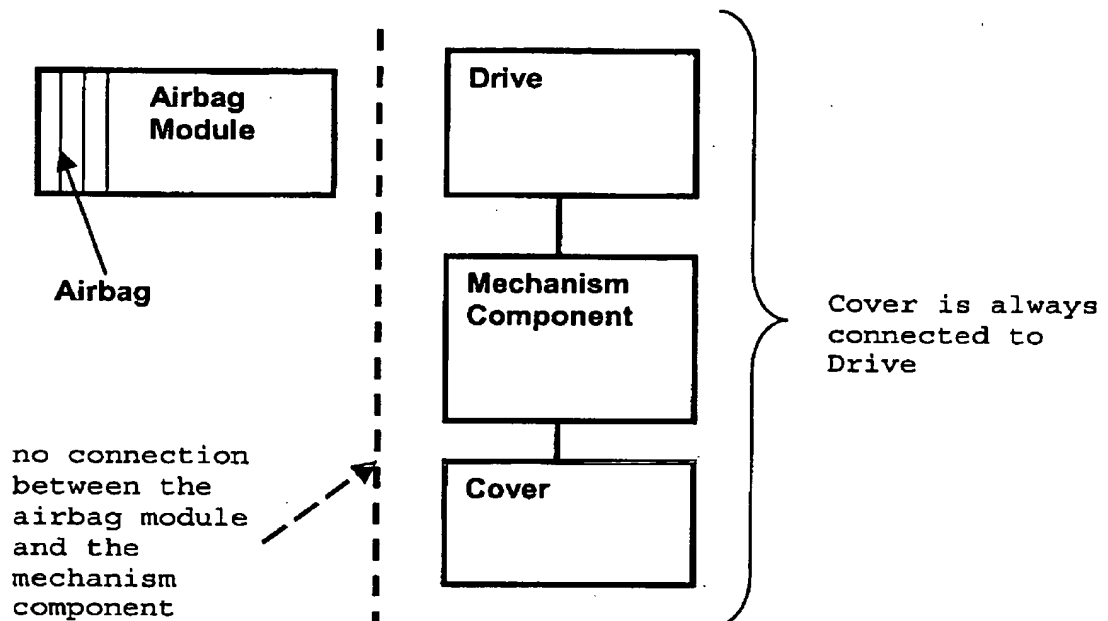 Airbag
Module
Airbag
no connection
between the
airbag module
and the
mechanism
component
Drive
Mechanism
Component
Cover
Cover is always
connected to
Drive